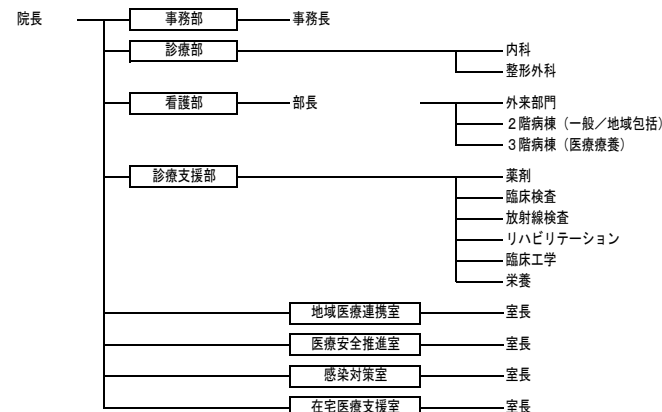 院長 事務部 事務長
診療部 内科
整形外科
看護部 部長 外来部門
２階病棟（一般／地域包括）
３階病棟（医療療養）
診療支援部 薬剤
臨床検査
放射線検査
リハビリテーション
臨床工学
栄養
地域医療連携室 室長
医療安全推進室 室長
感染対策室 室長
在宅医療支援室 室長